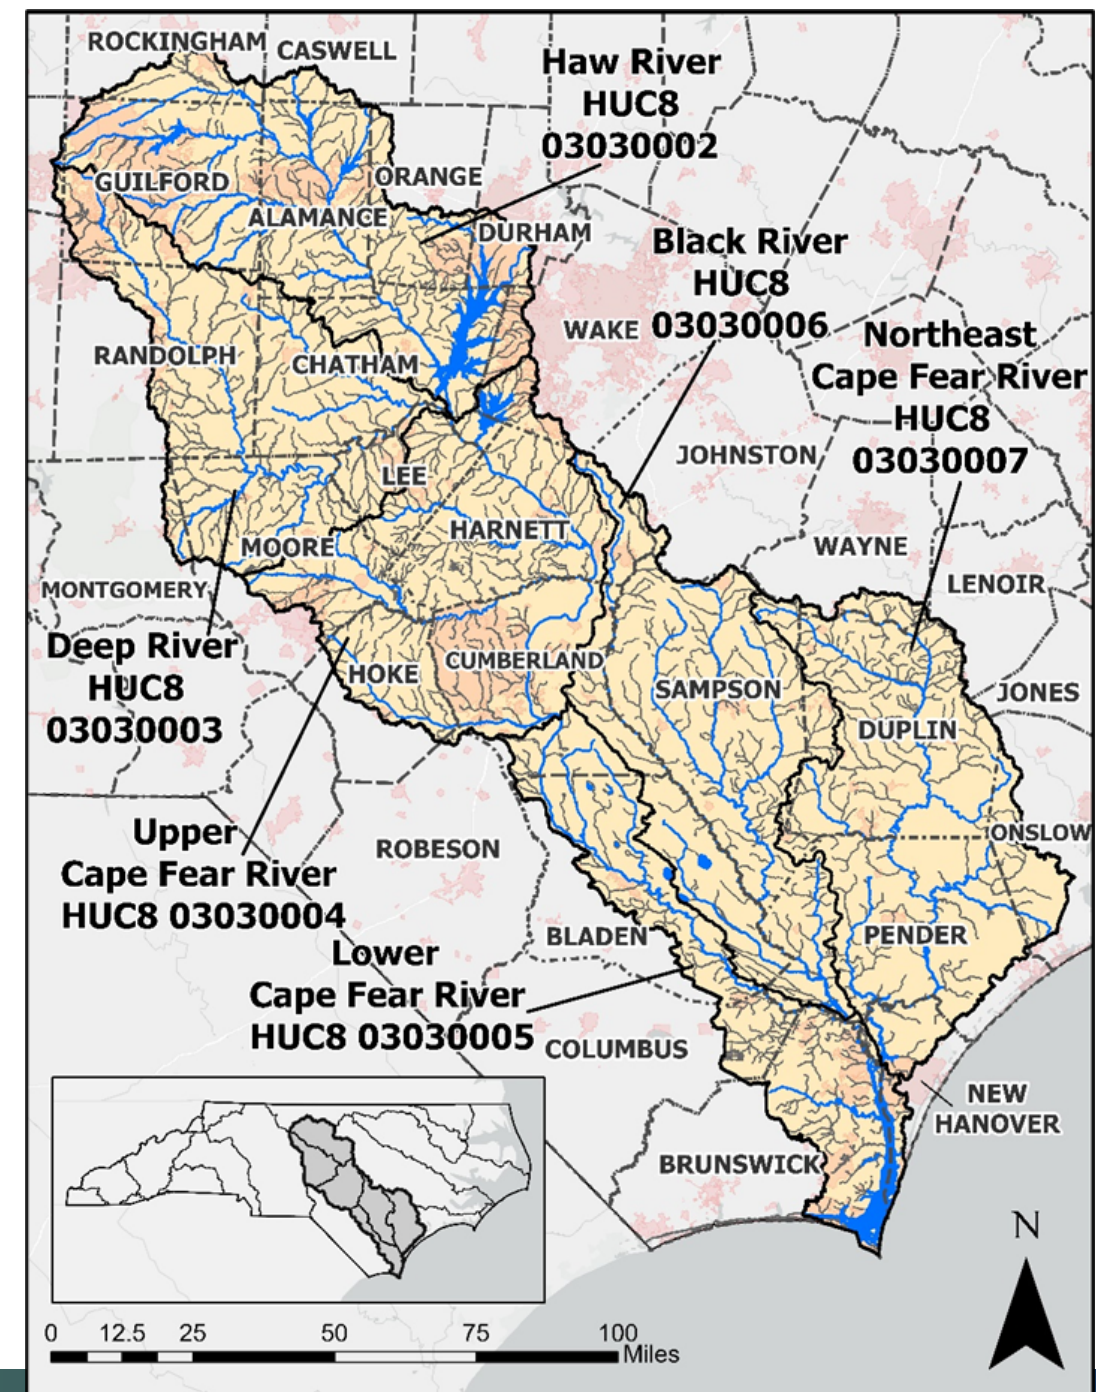 ROCKINGHAM
CASWELL
Haw River
HUC8
03030002
GUILFORD
ORANGE
ALAMANCE
DURHAM
Black River
HUC8
03030006
WAKE
Northeast
Cape Fear River
HUC8
03030007
RANDOLPH
CHATHAM
JOHNSTON
LEE
HARNETT
MOORE
WAYNE
LENOIR
MONTGOMERY
Deep River
HUC8
03030003
HOKE
CUMBERLAND
SAMPSON
JONES
DUPLIN
Upper
Cape Fear River
HUC8 03030004
ROBESON
ONSLOW
Lower
Cape Fear River
HUC8 03030005
BLADEN
PENDER
COLUMBUS
NEW
HANOVER
BRUNSWICK
N
0 12.5 25 50 75 100
Miles